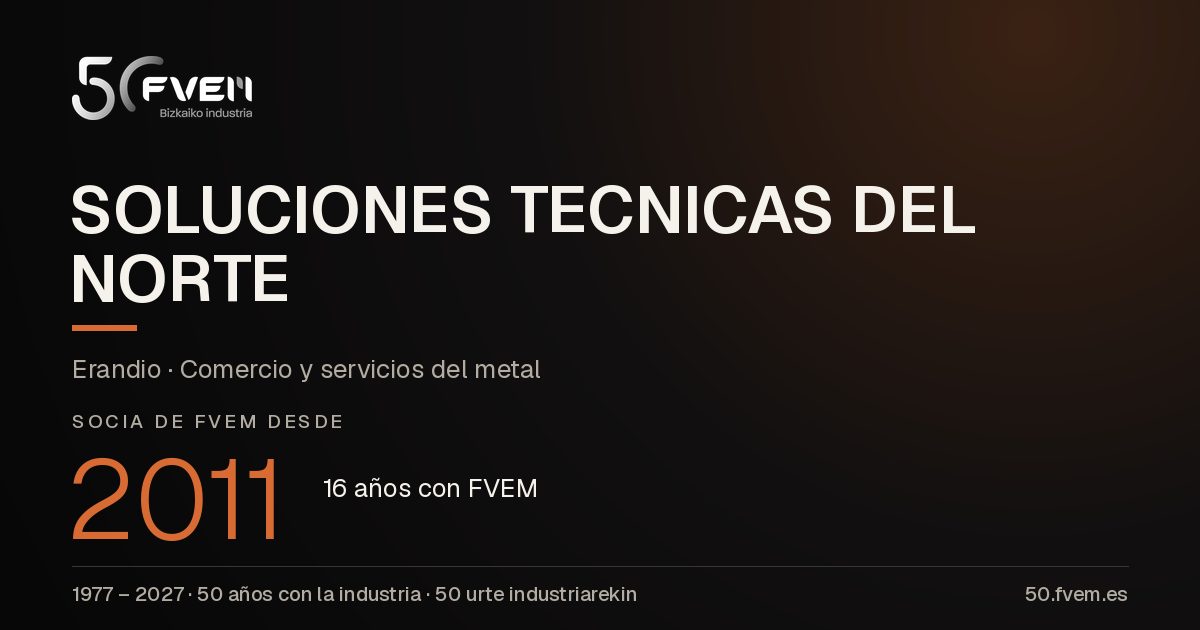 50 FVEM
Bizkaiko industria
SOLUCIONES TECNICAS DEL
NORTE
Erandio · Comercio y servicios del metal
SOCIA DE FVEM DESDE
2011
16 años con FVEM
1977 – 2027 · 50 años con la industria · 50 urte industriarekin
50.fvem.es